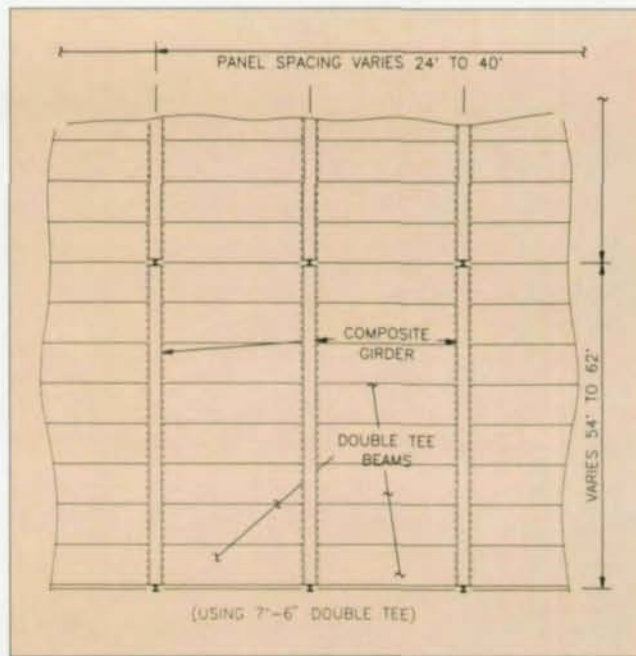 PANEL SPACING VARIES 24' TO 40'
COMPOSITE
GIRDER
VARIES 54' TO 62'
DOUBLE TEE
BEAMS
(USING 7'-6" DOUBLE TEE)